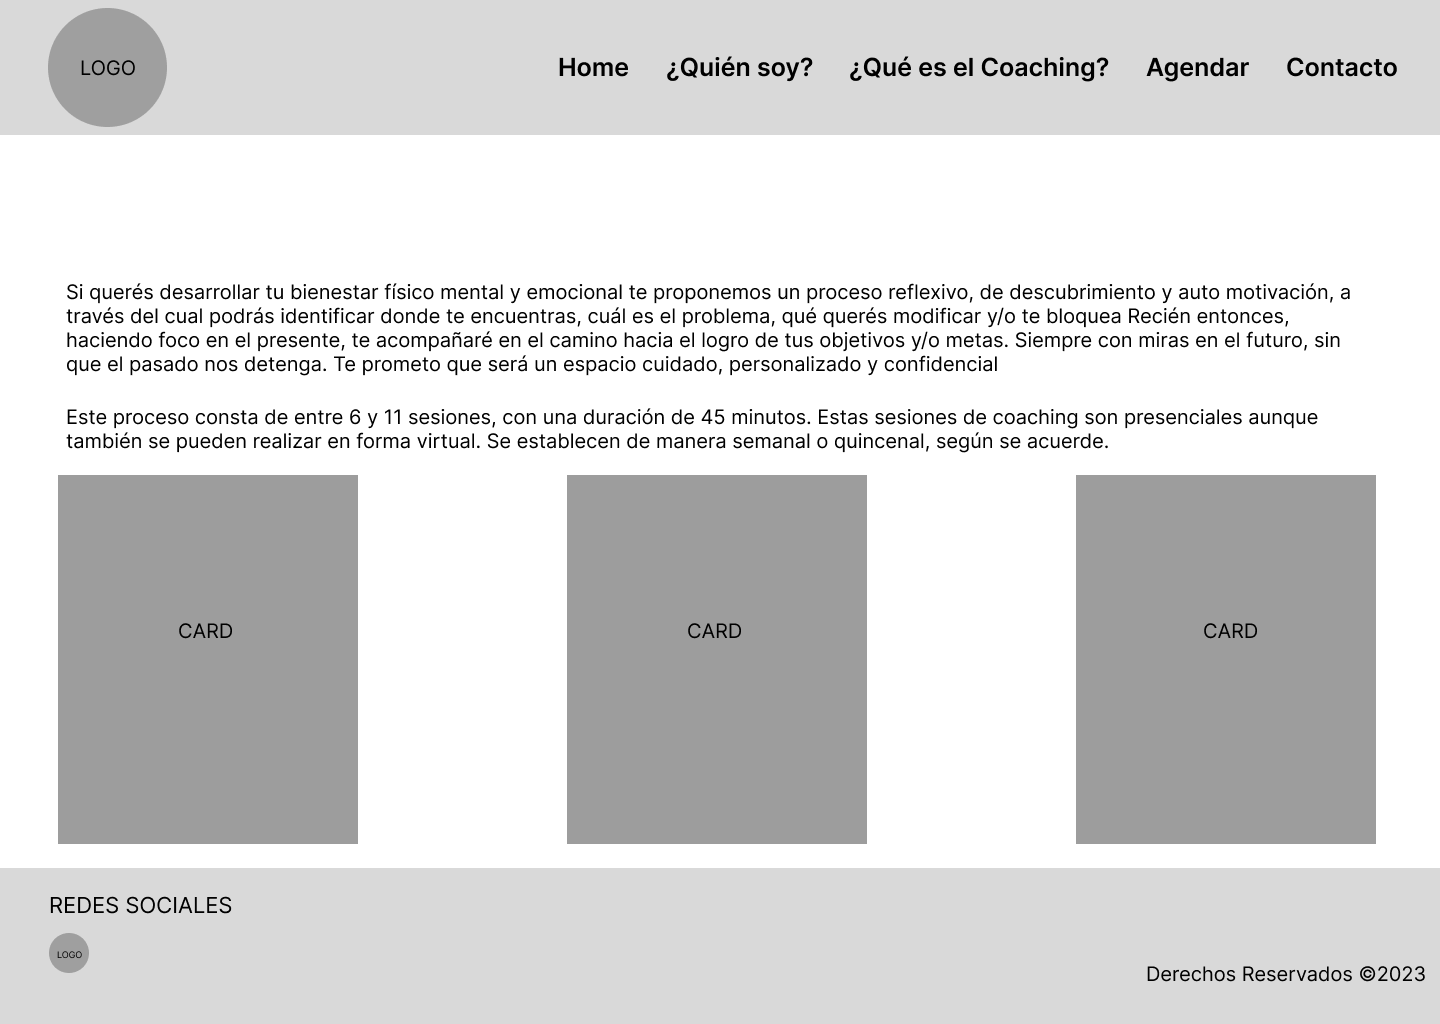 LOGO
Home ¿Quién soy? ¿Qué es el Coaching? Agendar Contacto
Si querés desarrollar tu bienestar físico mental y emocional te proponemos un proceso reflexivo, de descubrimiento y auto motivación, a
través del cual podrás identificar donde te encuentras, cuál es el problema, qué querés modificar y/o te bloquea Recién entonces,
haciendo foco en el presente, te acompañaré en el camino hacia el logro de tus objetivos y/o metas. Siempre con miras en el futuro, sin
que el pasado nos detenga. Te prometo que será un espacio cuidado, personalizado y confidencial
Este proceso consta de entre 6 y 11 sesiones, con una duración de 45 minutos. Estas sesiones de coaching son presenciales aunque
también se pueden realizar en forma virtual. Se establecen de manera semanal o quincenal, según se acuerde.
CARD
CARD
CARD
REDES SOCIALES
LOGO
Derechos Reservados ©2023